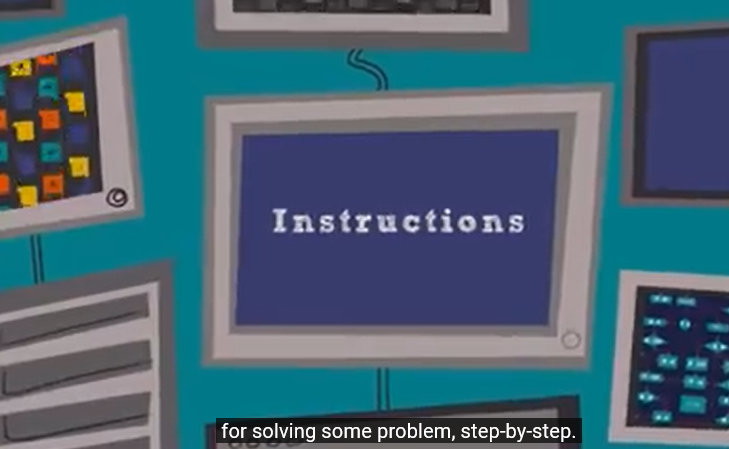 Instructions
for solving some problem, step-by-step.